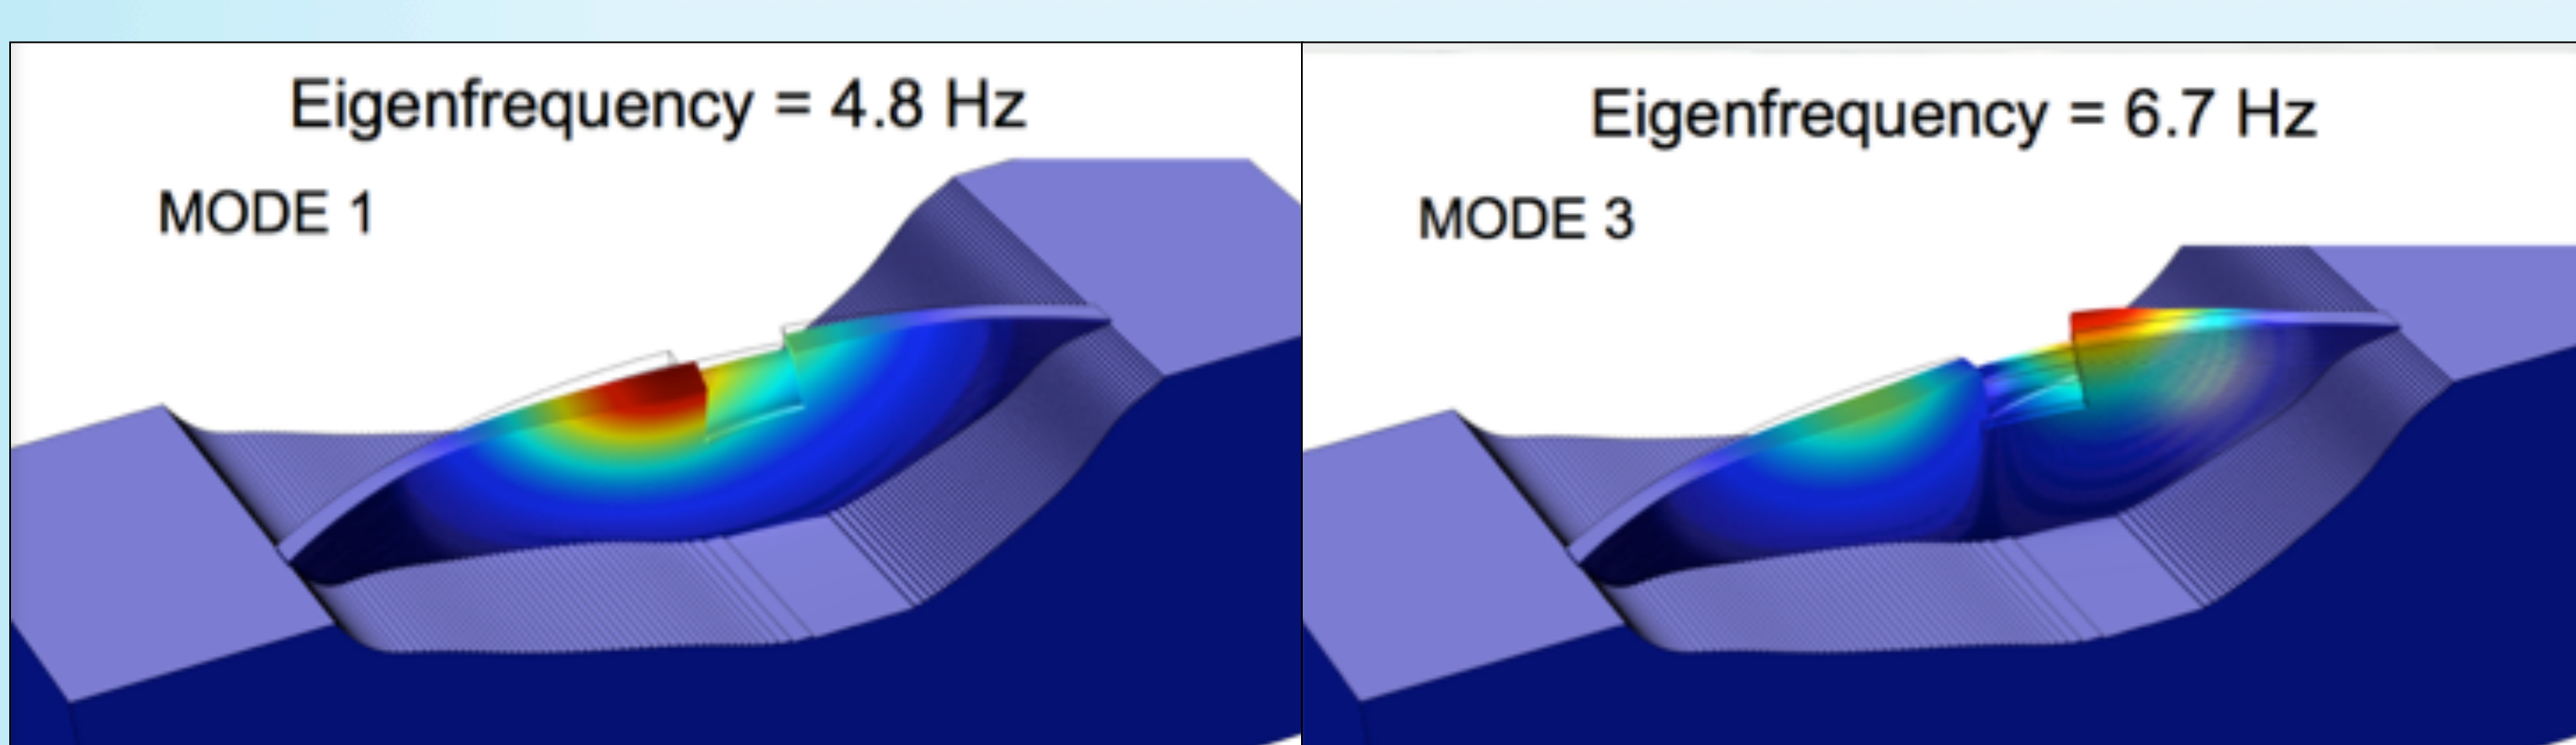 Eigenfrequency = 4.8 Hz
MODE 1
Eigenfrequency = 6.7 Hz
MODE 3